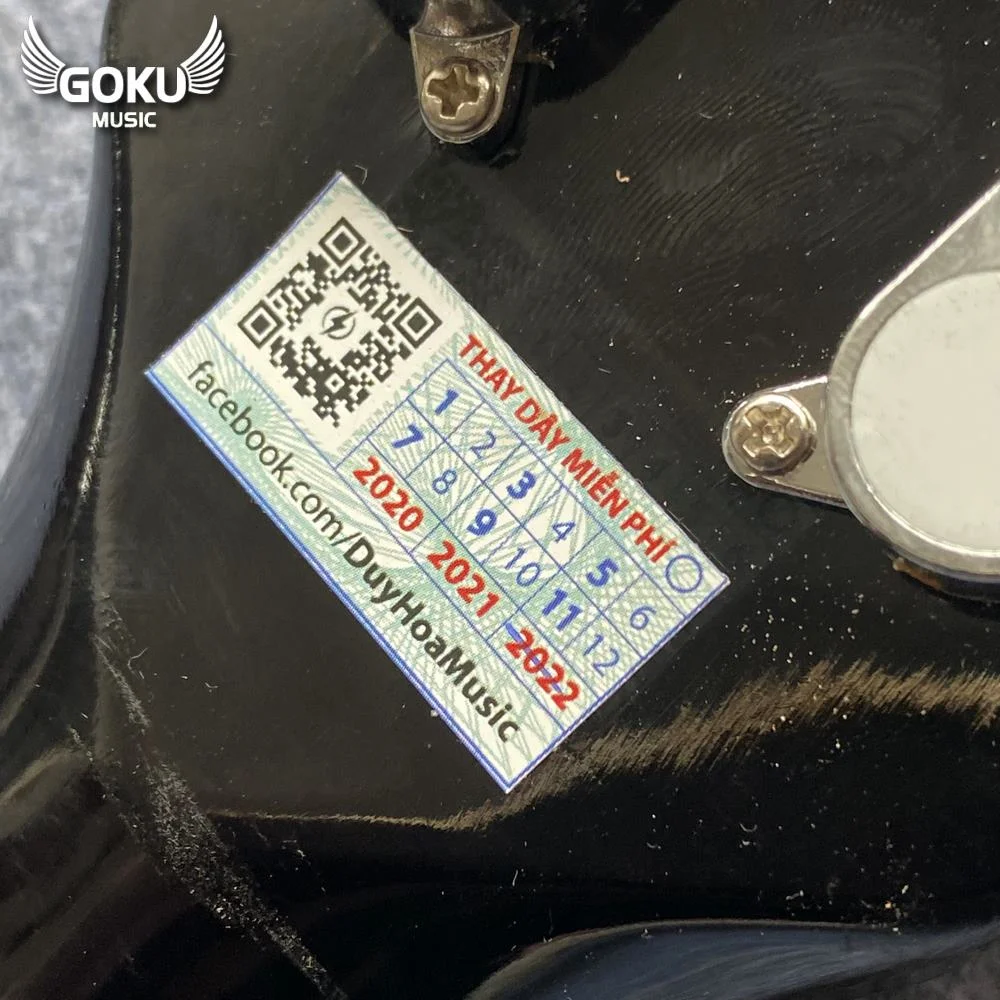 GOKU
MUSIC
THAY DÂY MIỄN PHÍ
1 2 3 4 5 6
7 8 9 10 11 12
2020 2021 2022
facebook.com/DuyHoaMusic